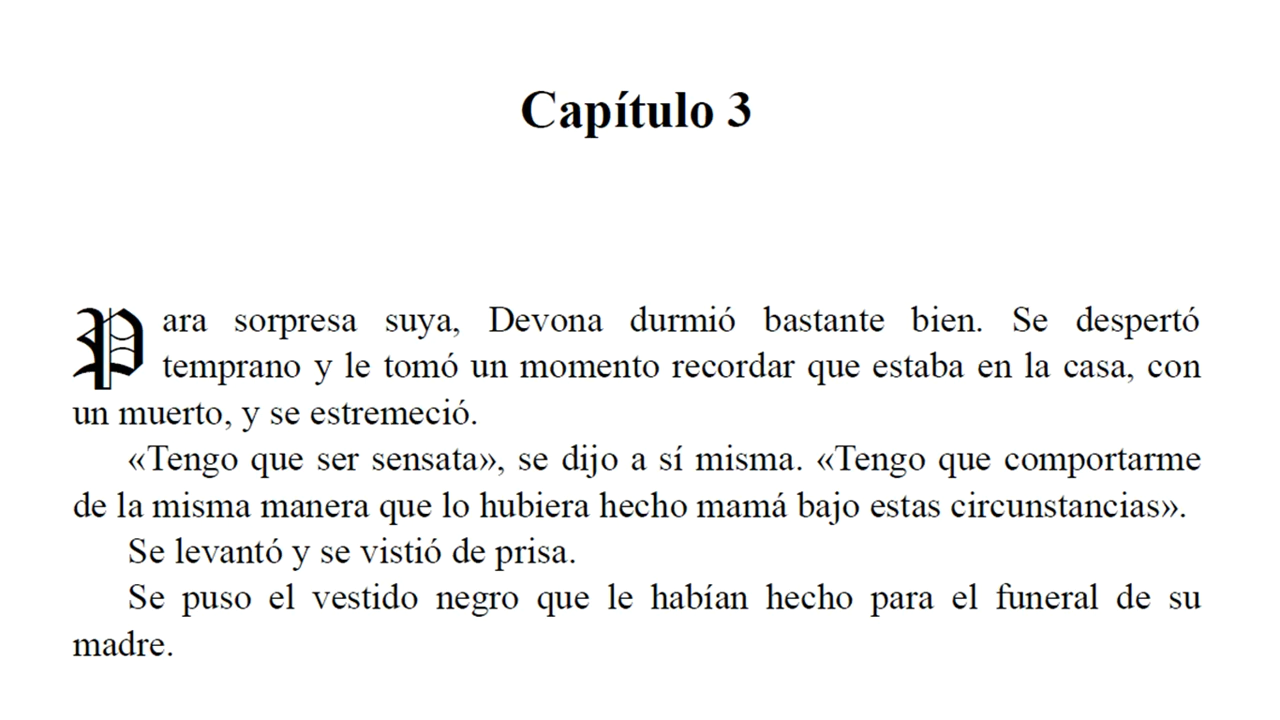 Capítulo 3
Para sorpresa suya, Devona durmió bastante bien. Se despertó
temprano y le tomó un momento recordar que estaba en la casa, con
un muerto, y se estremeció.
«Tengo que ser sensata», se dijo a sí misma. «Tengo que comportarme
de la misma manera que lo hubiera hecho mamá bajo estas circunstancias».
Se levantó y se vistió de prisa.
Se puso el vestido negro que le habían hecho para el funeral de su
madre.